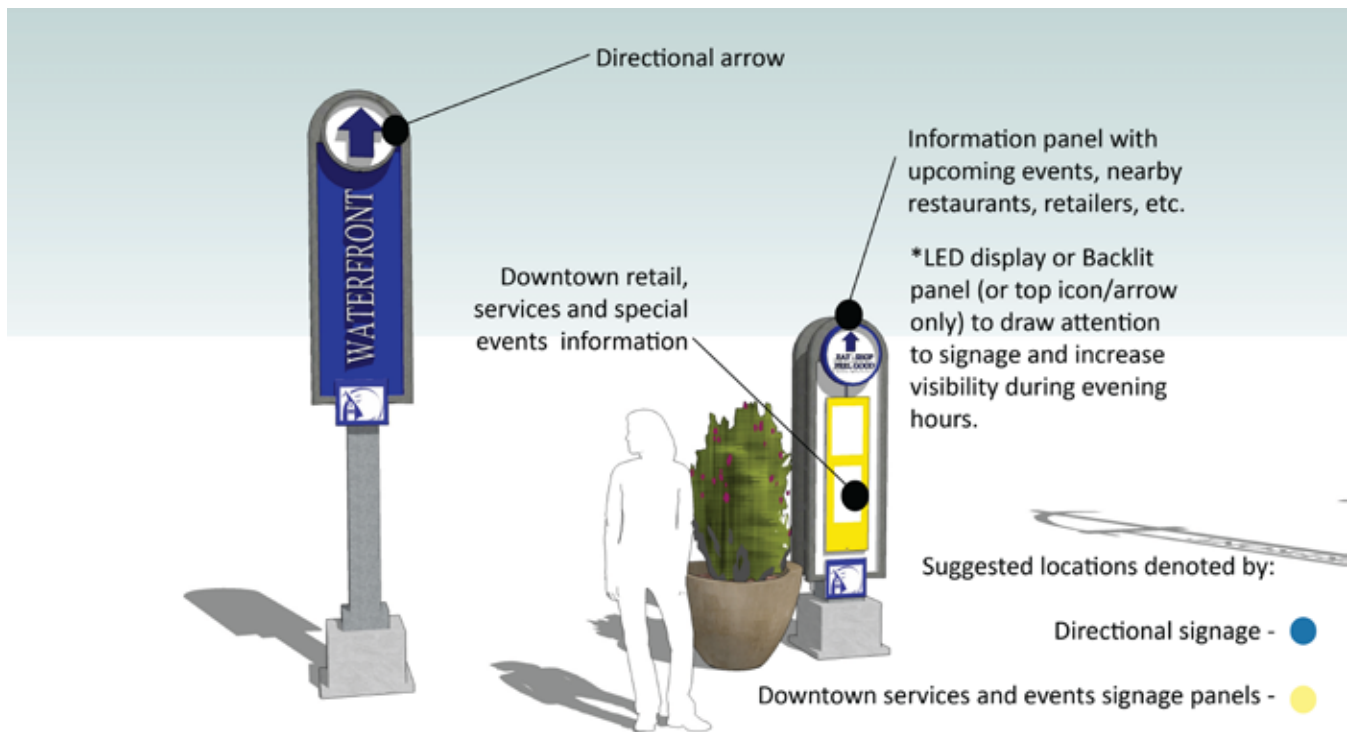 Directional arrow
WATERFRONT
Information panel with
upcoming events, nearby
restaurants, retailers, etc.
*LED display or Backlit
panel (or top icon/arrow
only) to draw attention
to signage and increase
visibility during evening
hours.
Downtown retail,
services and special
events information
EAT SHOP
FEEL GOOD
Suggested locations denoted by:
Directional signage -
Downtown services and events signage panels -